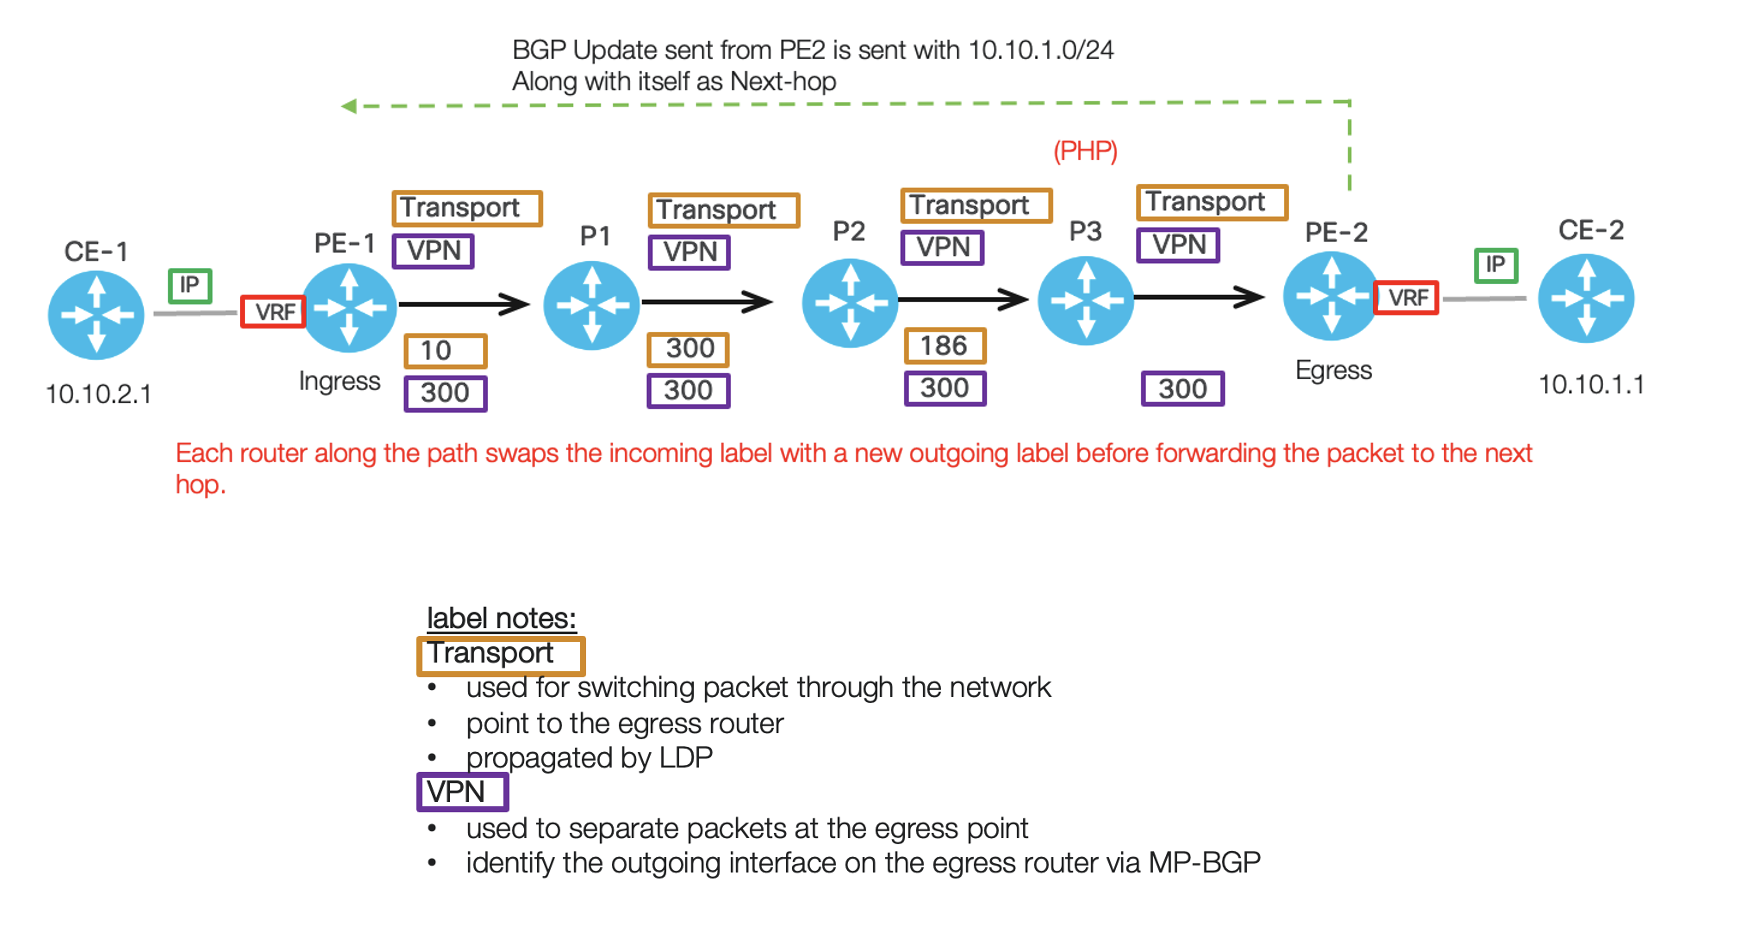 BGP Update sent from PE2 is sent with 10.10.1.0/24
Along with itself as Next-hop
(PHP)
Transport
VPN
Transport
VPN
Transport
VPN
Transport
VPN
CE-1
PE-1
P1
P2
P3
PE-2
CE-2
IP
VRF
VRF
IP
10
300
300
300
186
300
300
Ingress
Egress
10.10.2.1
10.10.1.1
Each router along the path swaps the incoming label with a new outgoing label before forwarding the packet to the next
hop.
label notes:
Transport
• used for switching packet through the network
• point to the egress router
• propagated by LDP
VPN
• used to separate packets at the egress point
• identify the outgoing interface on the egress router via MP-BGP